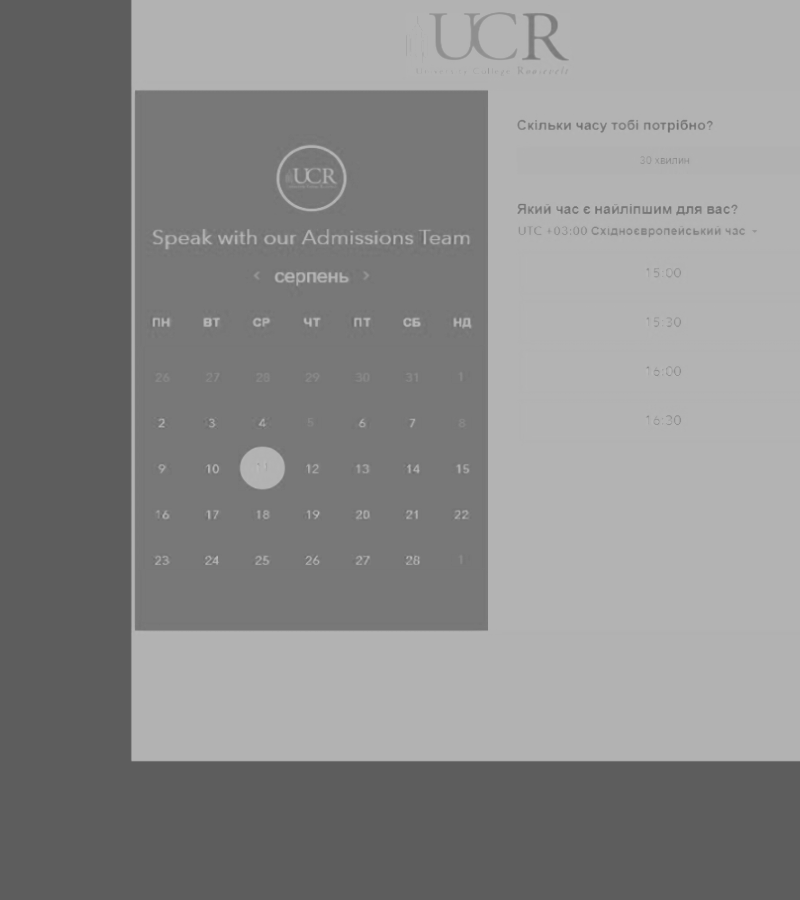 UCR
University College Roosevelt
UCR
Speak with our Admissions Team
‹ серпень ›
ПН ВТ СР ЧТ ПТ СБ НД
26 27 28 29 30 31 1
2 3 4 5 6 7 8
9 10 11 12 13 14 15
16 17 18 19 20 21 22
23 24 25 26 27 28 1
Скільки часу тобі потрібно?
30 хвилин
Який час є найліпшим для вас?
UTC +03:00 Східноєвропейський час
15:00
15:30
16:00
16:30